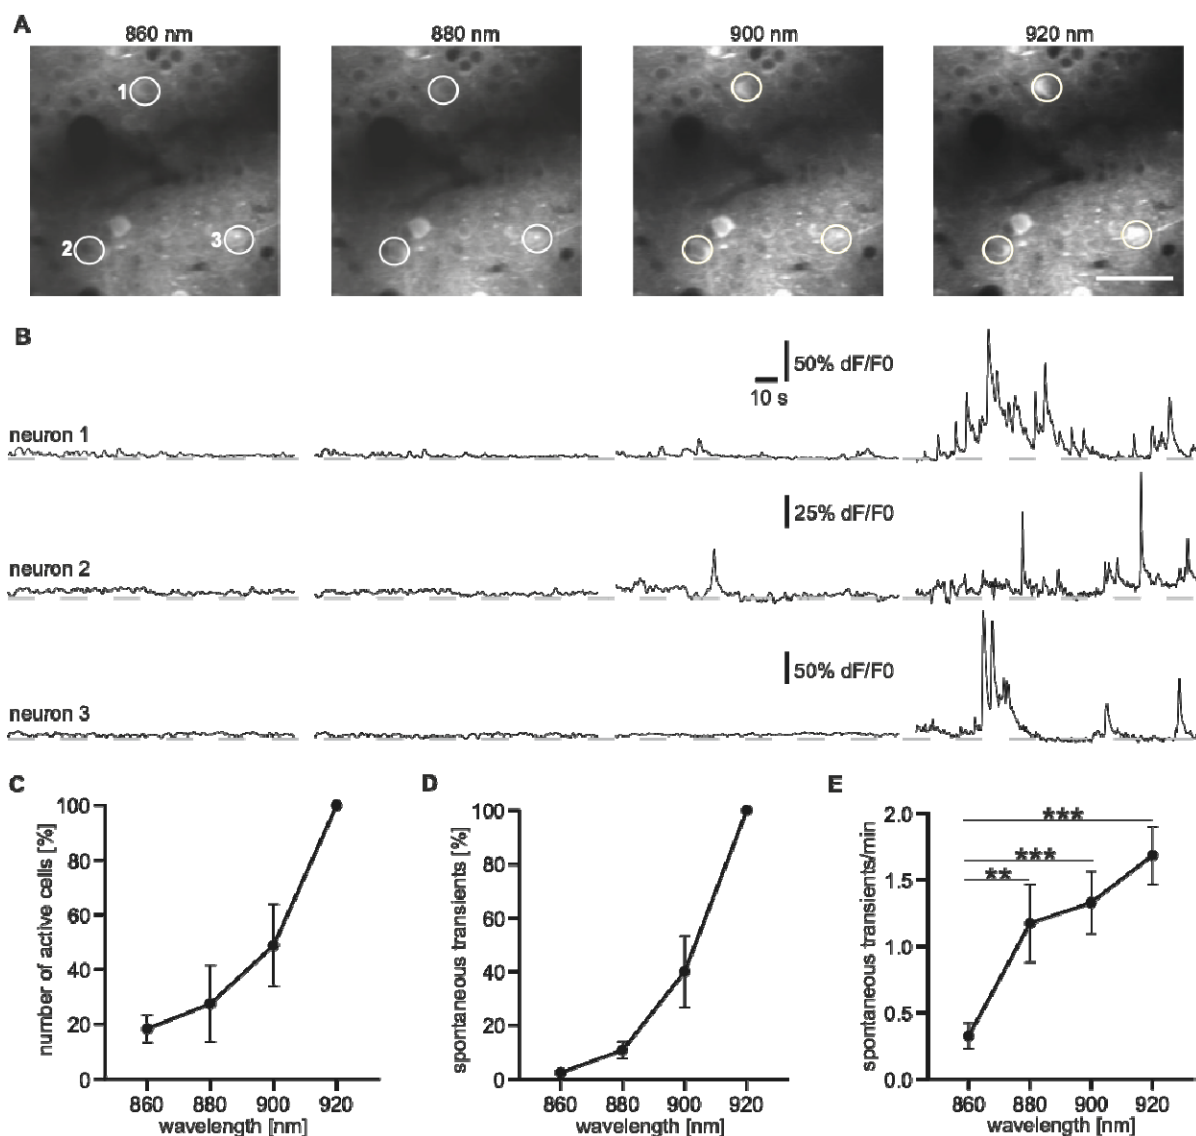 A
860 nm
880 nm
900 nm
920 nm
1
2
3
B
50% dF/F0
10 s
neuron 1
25% dF/F0
neuron 2
50% dF/F0
neuron 3
C
100
80
60
40
20
0
number of active cells [%]
860 880 900 920
wavelength [nm]
D
100
80
60
40
20
0
spontaneous transients [%]
860 880 900 920
wavelength [nm]
E
2.0
1.5
1.0
0.5
0.0
spontaneous transients/min
***
***
**
860 880 900 920
wavelength [nm]